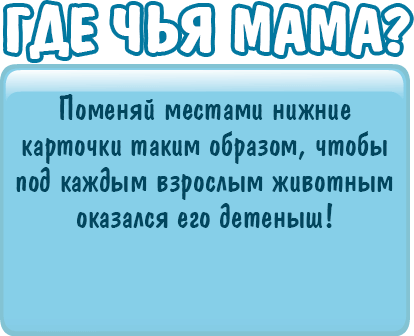 ГДЕ ЧЬЯ МАМА?
Поменяй местами нижние
карточки таким образом, чтобы
под каждым взрослым животным
оказался его детеныш!